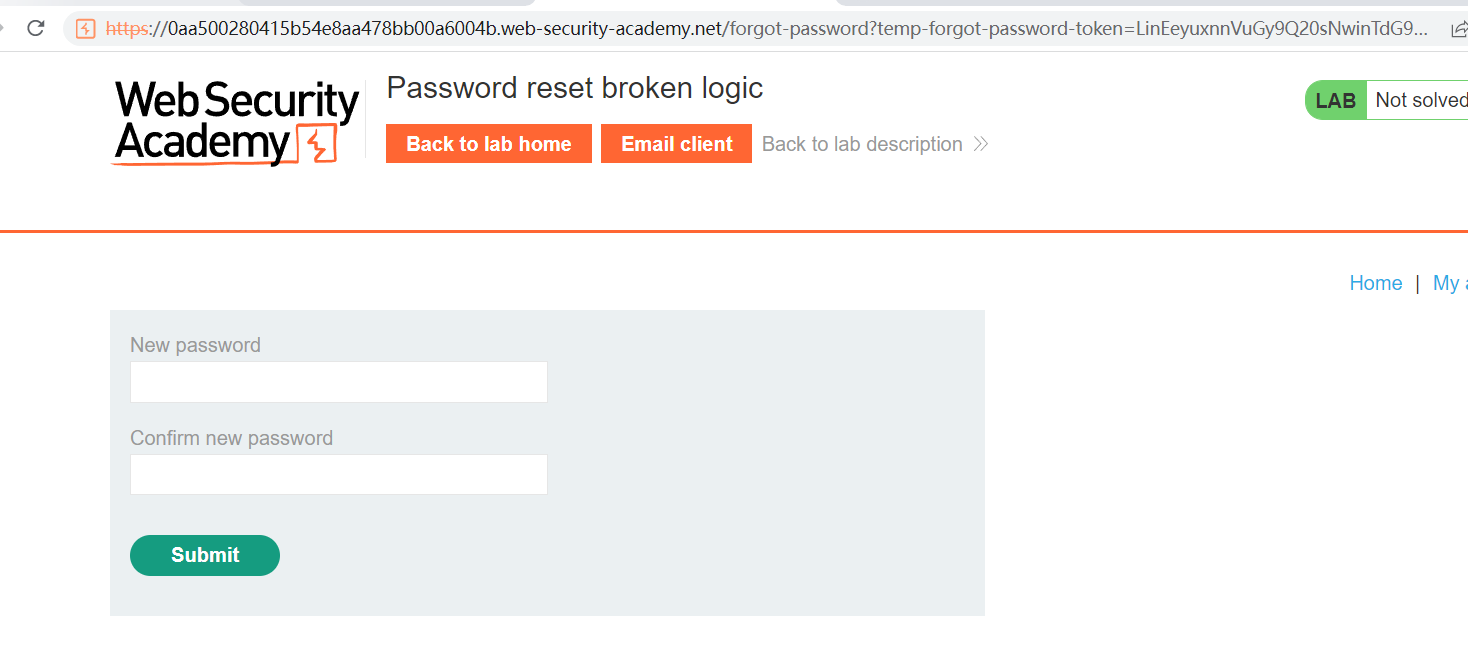 https://0aa500280415b54e8aa478bb00a6004b.web-security-academy.net/forgot-password?temp-forgot-password-token=LinEeyuxnnVuGy9Q20sNwinTdG9...
Web Security
Academy
Password reset broken logic
Back to lab home
Email client
Back to lab description
LAB
Not solved
Home | My a
New password
Confirm new password
Submit